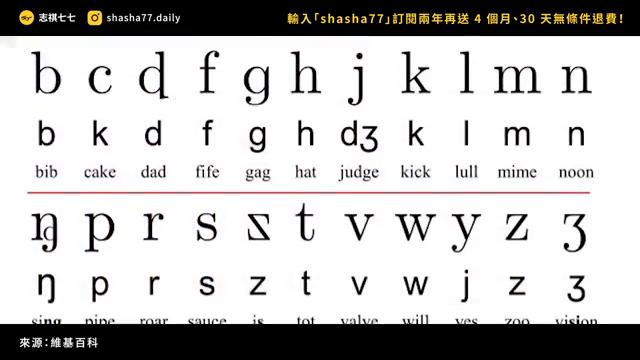 志祺七七 shasha77.daily 輸入「shasha77」訂閱兩年再送 4 個月、30 天無條件退費!
b c d f g h j k l m n
b k d f g h dʒ k l m n
bib cake dad fife gag hat judge kick lull mime noon
ŋ p r s z t v w y z ʒ
ŋ p r s z t v w j z ʒ
sing pipe roar sauce is tot valve will yes zoo vision
來源:維基百科